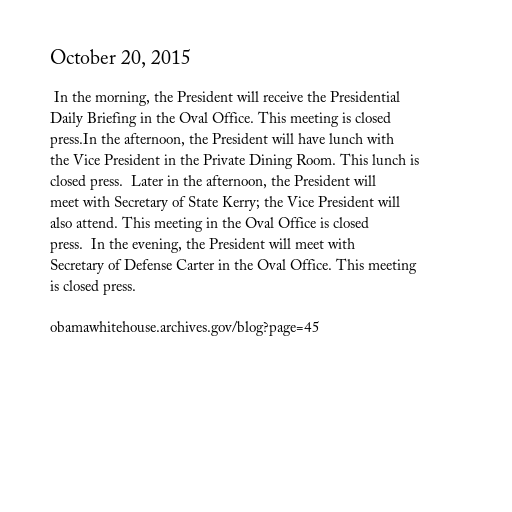 October 20, 2015
In the morning, the President will receive the Presidential
Daily Briefing in the Oval Office. This meeting is closed
press.In the afternoon, the President will have lunch with
the Vice President in the Private Dining Room. This lunch is
closed press.  Later in the afternoon, the President will
meet with Secretary of State Kerry; the Vice President will
also attend. This meeting in the Oval Office is closed
press.  In the evening, the President will meet with
Secretary of Defense Carter in the Oval Office. This meeting
is closed press.
obamawhitehouse.archives.gov/blog?page=45